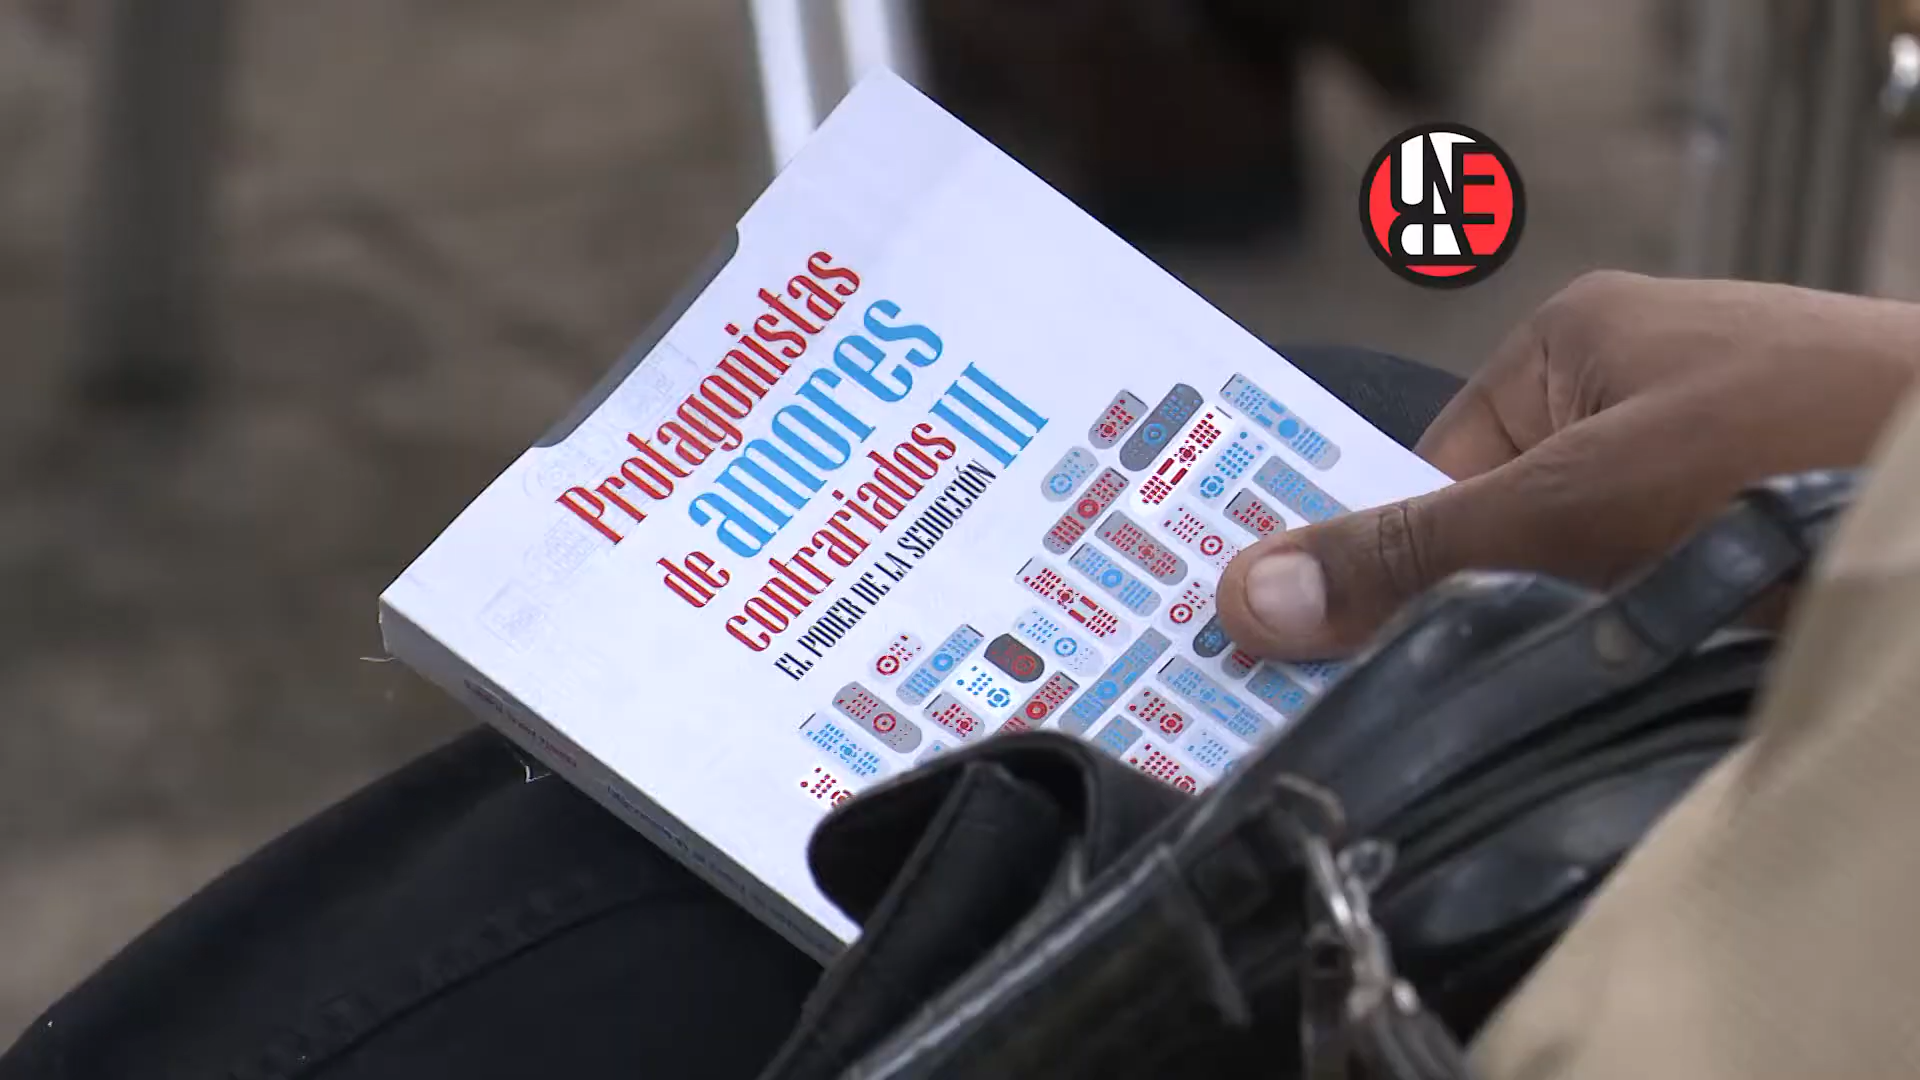 Protagonistas
de amores
contrariados III
EL PODER DE LA SEDUCCIÓN
UNE